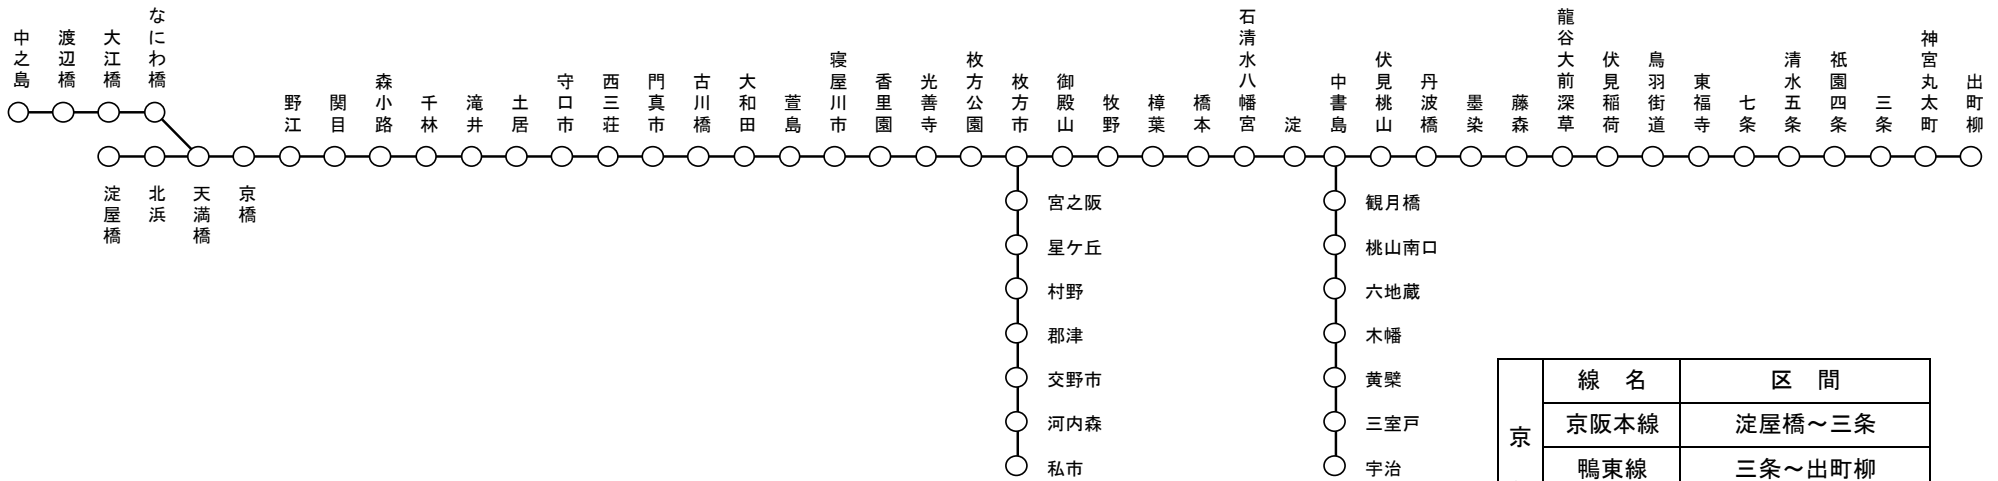 中之島
渡辺橋
大江橋
なにわ橋
淀屋橋
北浜
天満橋
京橋
野江
関目
森小路
千林
滝井
土居
守口市
西三荘
門真市
古川橋
大和田
萱島
寝屋川市
香里園
光善寺
枚方公園
枚方市
御殿山
牧野
樟葉
橋本
石清水八幡宮
淀
中書島
伏見桃山
丹波橋
墨染
藤森
龍谷大前深草
伏見稲荷
鳥羽街道
東福寺
七条
清水五条
祇園四条
三条
神宮丸太町
出町柳
宮之阪
星ケ丘
村野
郡津
交野市
河内森
私市
観月橋
桃山南口
六地蔵
木幡
黄檗
三室戸
宇治
京
線 名 区 間
京阪本線 淀屋橋～三条
鴨東線 三条～出町柳